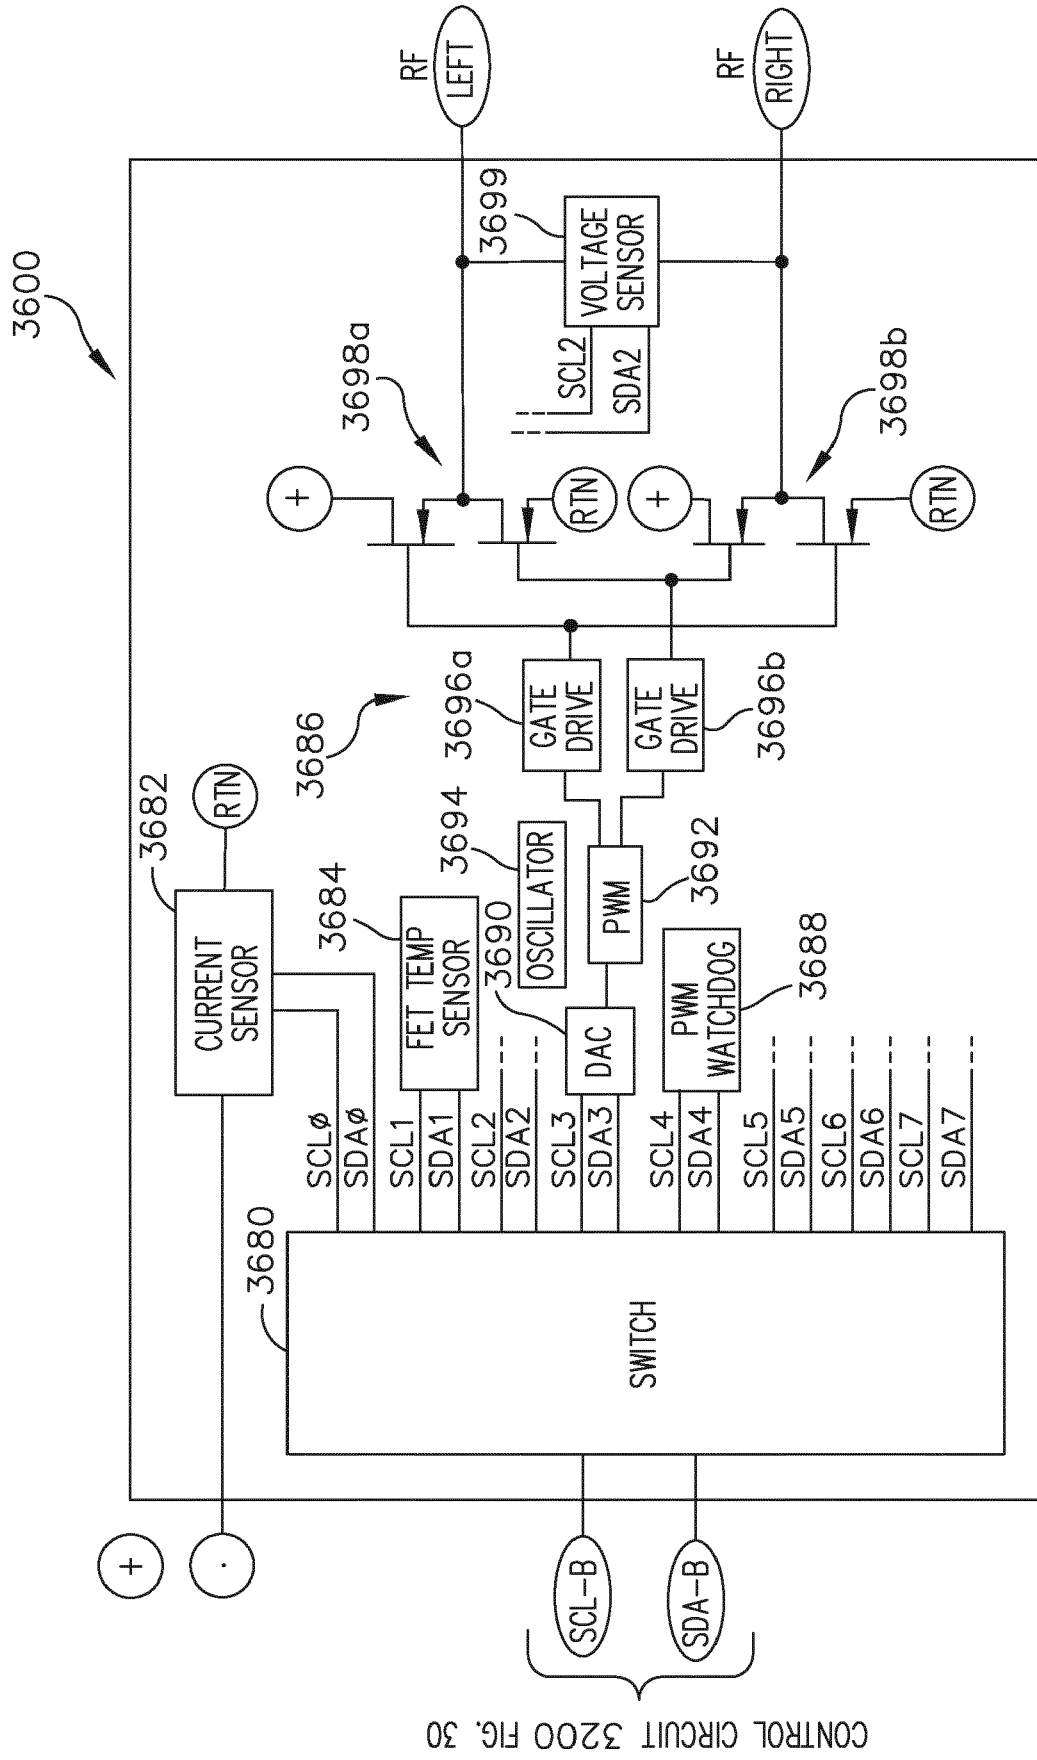 3600
+
-
CONTROL CIRCUIT 3200 FIG. 30
SCL-B
SDA-B
3680
SWITCH
3682
CURRENT
SENSOR
RTN
SCLø
SDAø
SCL1
SDA1
SCL2
SDA2
SCL3
SDA3
SCL4
SDA4
SCL5
SDA5
SCL6
SDA6
SCL7
SDA7
3684
FET TEMP
SENSOR
3690
DAC
3694
OSCILLATOR
PWM
3692
PWM
WATCHDOG
3688
3686
3696a
GATE
DRIVE
GATE
DRIVE
3696b
+
RTN
+
RTN
3698a
3698b
SCL2
SDA2
3699
VOLTAGE
SENSOR
RF
LEFT
RF
RIGHT